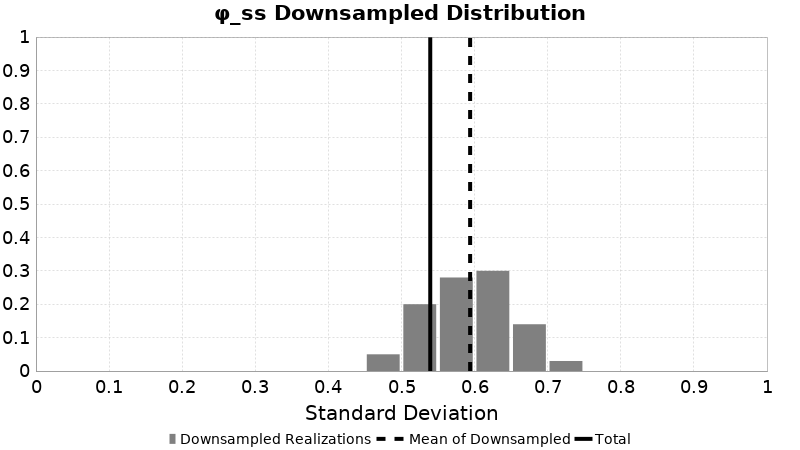 φ_ss Downsampled Distribution
1
0.9
0.8
0.7
0.6
0.5
0.4
0.3
0.2
0.1
0
0 0.1 0.2 0.3 0.4 0.5 0.6 0.7 0.8 0.9 1
Standard Deviation
Downsampled Realizations Mean of Downsampled Total